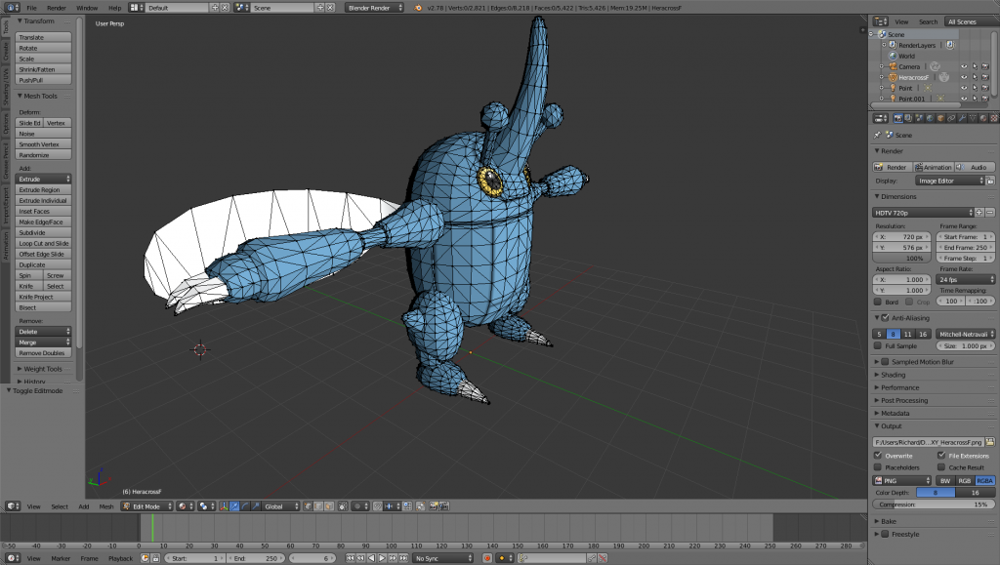 File Render Window Help Default Scene Blender Render v2.78 | Verts:0/2,821 | Edges:0/8,218 | Faces:0/5,422 | Tris:5,426 | Mem:19.25M | HeracrossF
User Persp
Tools
Create
Shading / UVs
Options
Grease Pencil
Import/Export
Animation
Transform
Translate
Rotate
Scale
Shrink/Fatten
Push/Pull
Mesh Tools
Deform:
Slide Ed Vertex
Noise
Smooth Vertex
Randomize
Add:
Extrude
Extrude Region
Extrude Individual
Inset Faces
Make Edge/Face
Subdivide
Loop Cut and Slide
Offset Edge Slide
Duplicate
Spin Screw
Knife Select
Knife Project
Bisect
Remove:
Delete
Merge
Remove Doubles
Weight Tools
History
Toggle Editmode
(6) HeracrossF
View Select Add Mesh Edit Mode Global
-50 -40 -30 -20 -10 0 10 20 30 40 50 60 70 80 90 100 110 120 130 140 150 160 170 180 190 200 210 220 230 240 250 260 270 280
View Marker Frame Playback Start: 1 End: 250 6 No Sync
View Search All Scenes
Scene
RenderLayers
World
Camera
HeracrossF
Point
Point.001
Scene
Render
Render Animation Audio
Display: Image Editor
Dimensions
HDTV 720p
Resolution: Frame Range:
X: 720 px Start Frame: 1
Y: 576 px End Frame: 250
100% Frame Step: 1
Aspect Ratio: Frame Rate:
X: 1.000 24 fps
Y: 1.000 Time Remapping:
Bord Crop 100 :100
Anti-Aliasing
5 8 11 16 Mitchell-Netravali
Full Sample Size: 1.000 px
Sampled Motion Blur
Shading
Performance
Post Processing
Metadata
Output
F:/Users/Richard/D...XY_HeracrossF.png
Overwrite File Extensions
Placeholders Cache Result
PNG BW RGB RGBA
Color Depth: 8 16
Compression: 15%
Bake
Freestyle